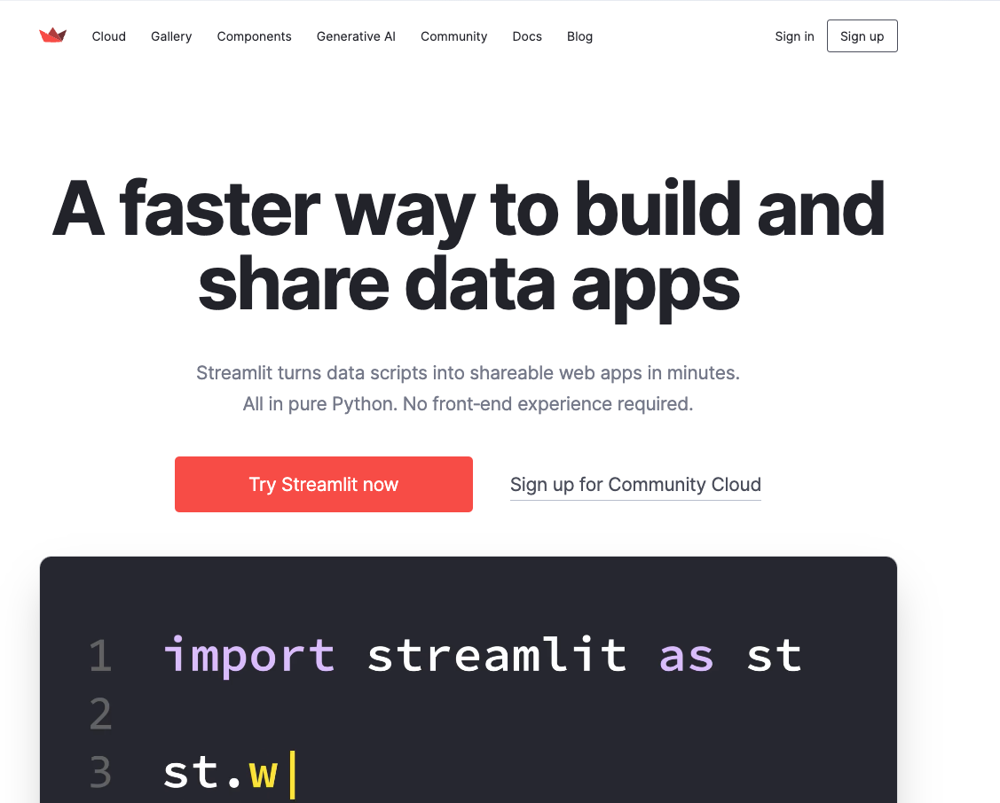 Cloud Gallery Components Generative AI Community Docs Blog Sign in Sign up
A faster way to build and
share data apps
Streamlit turns data scripts into shareable web apps in minutes.
All in pure Python. No front-end experience required.
Try Streamlit now Sign up for Community Cloud
1 import streamlit as st
2
3 st.w